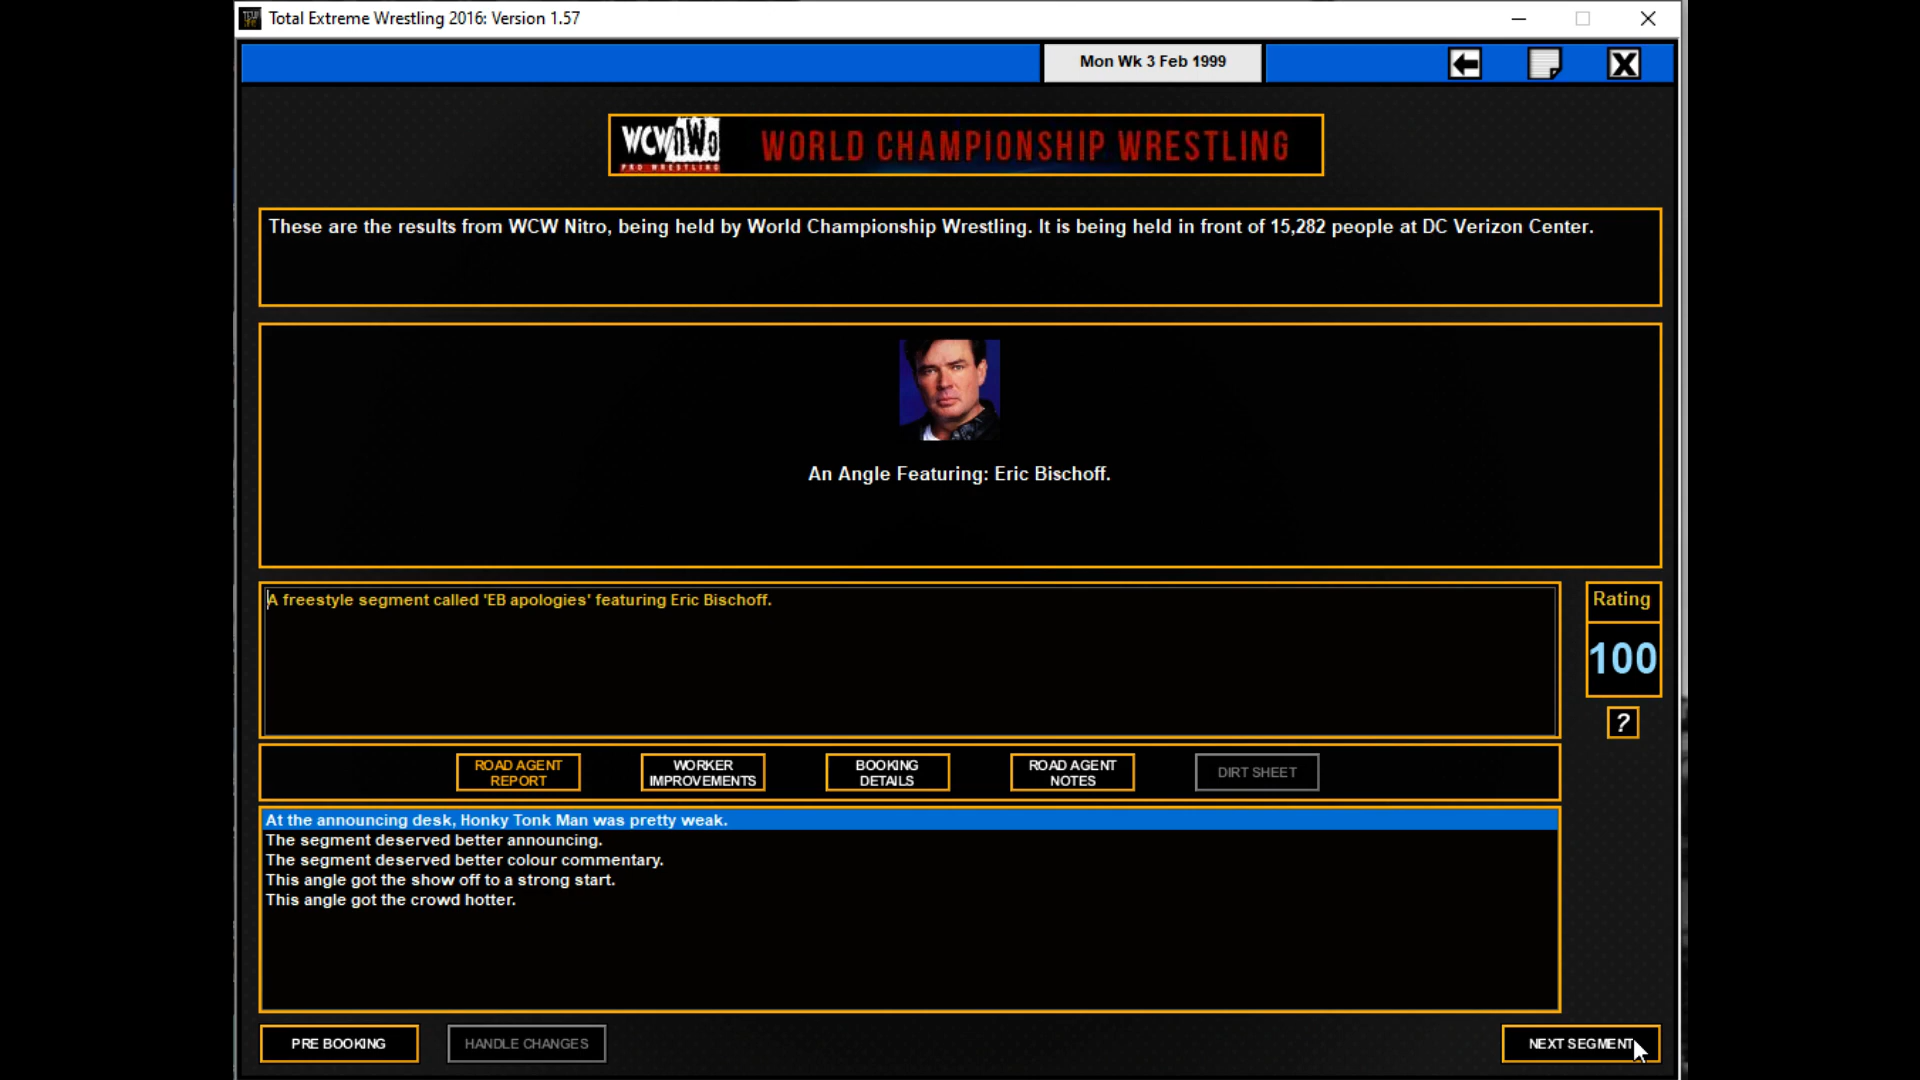 Total Extreme Wrestling 2016: Version 1.57
Mon Wk 3 Feb 1999
WCW nWo
PRO WRESTLING
WORLD CHAMPIONSHIP WRESTLING
These are the results from WCW Nitro, being held by World Championship Wrestling. It is being held in front of 15,282 people at DC Verizon Center.
An Angle Featuring: Eric Bischoff.
A freestyle segment called 'EB apologies' featuring Eric Bischoff.
Rating
100
?
ROAD AGENT
REPORT
WORKER
IMPROVEMENTS
BOOKING
DETAILS
ROAD AGENT
NOTES
DIRT SHEET
At the announcing desk, Honky Tonk Man was pretty weak.
The segment deserved better announcing.
The segment deserved better colour commentary.
This angle got the show off to a strong start.
This angle got the crowd hotter.
PRE BOOKING
HANDLE CHANGES
NEXT SEGMENT